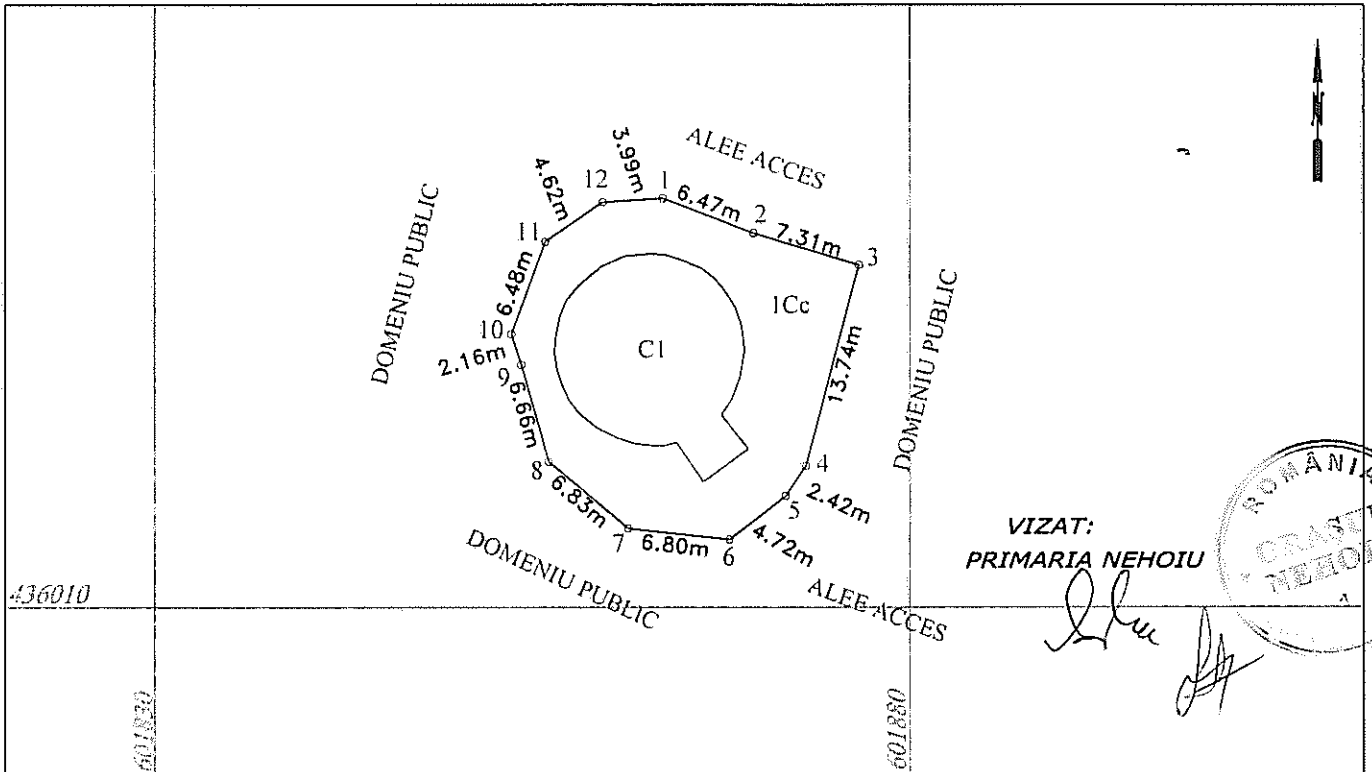 ALEE ACCES
N
3.99m
12
1
6.47m
4.62m
2
7.31m
11
3
DOMENIU PUBLIC
6.48m
1Cc
DOMENIU PUBLIC
10
C1
13.74m
2.16m
9
6.66m
8
4
6.83m
5
2.42m
7
6.80m
6
4.72m
DOMENIU PUBLIC
ALEE ACCES
VIZAT:
PRIMARIA NEHOIU
ROMÂNIA
436010
601830
601880